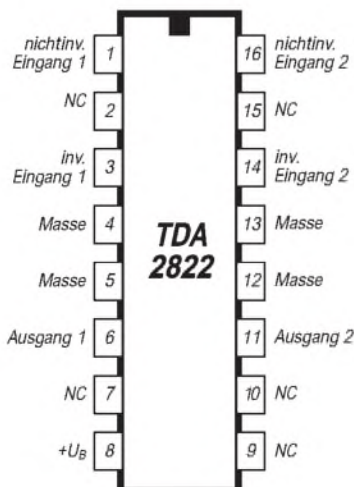 nichtinv.
Eingang 1
1
16
nichtinv.
Eingang 2
NC
2
15
NC
inv.
Eingang 1
3
14
inv.
Eingang 2
Masse
4
13
Masse
TDA
2822
Masse
5
12
Masse
Ausgang 1
6
11
Ausgang 2
NC
7
10
NC
+UB
8
9
NC